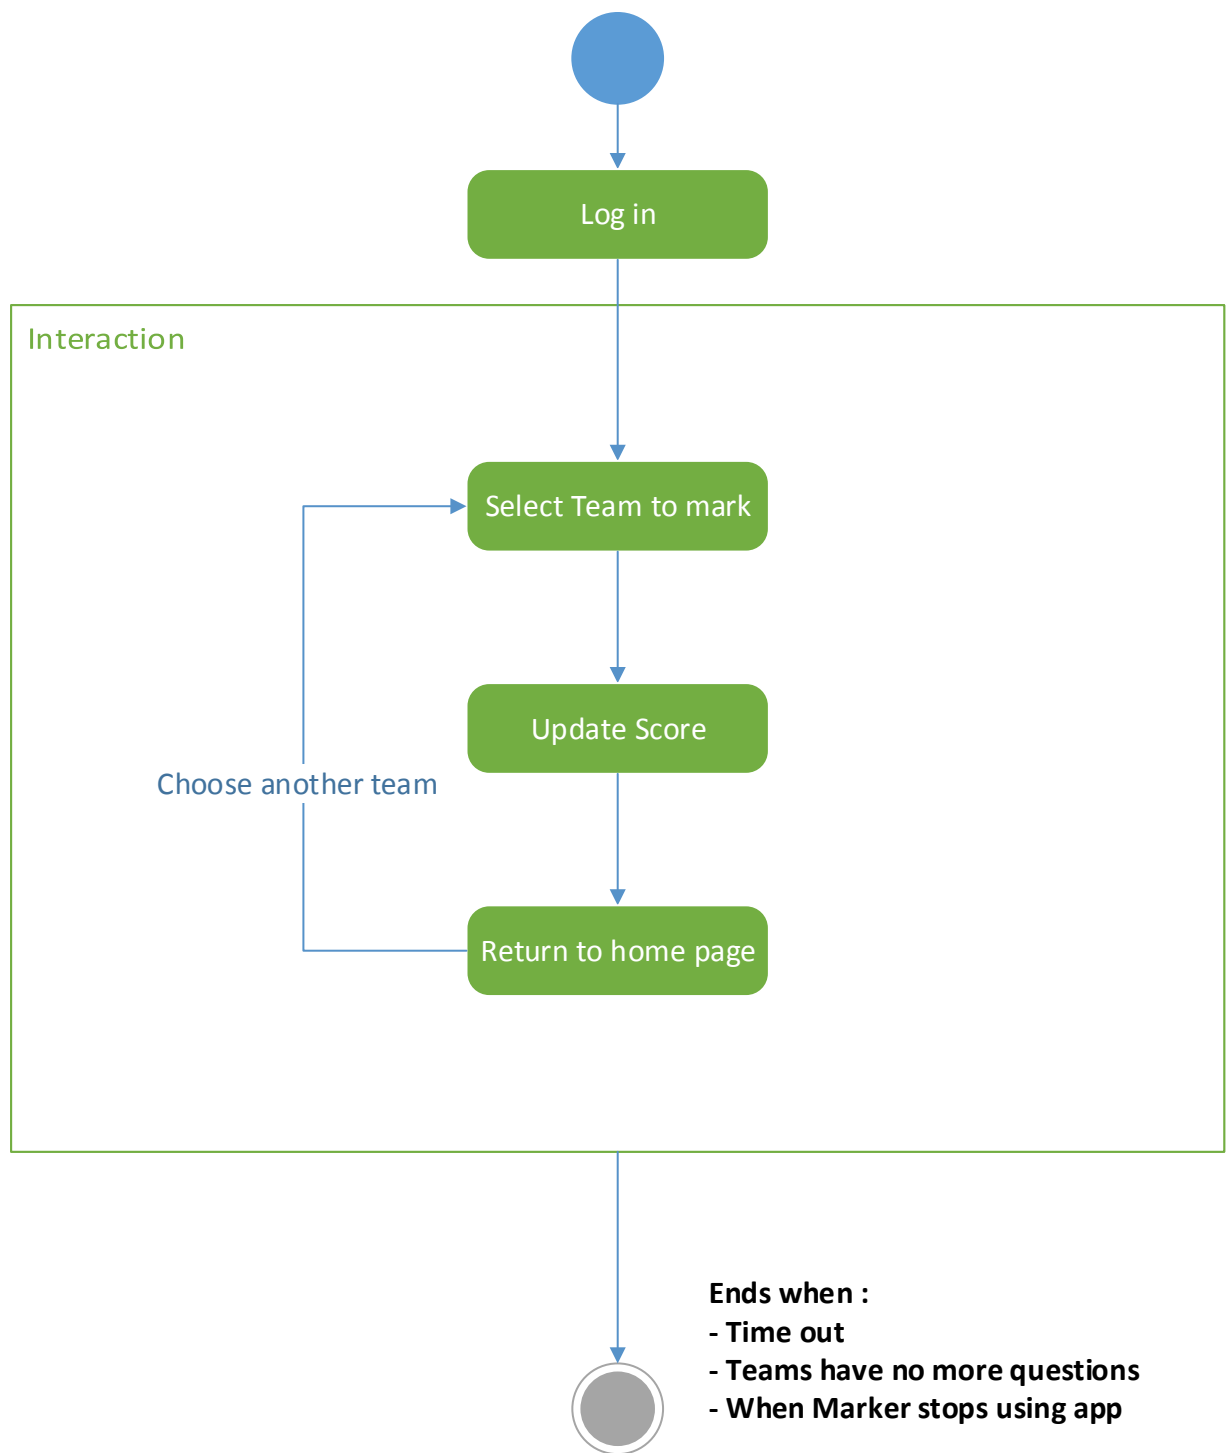 Log in
Interaction
Select Team to mark
Update Score
Choose another team
Return to home page
Ends when :
- Time out
- Teams have no more questions
- When Marker stops using app